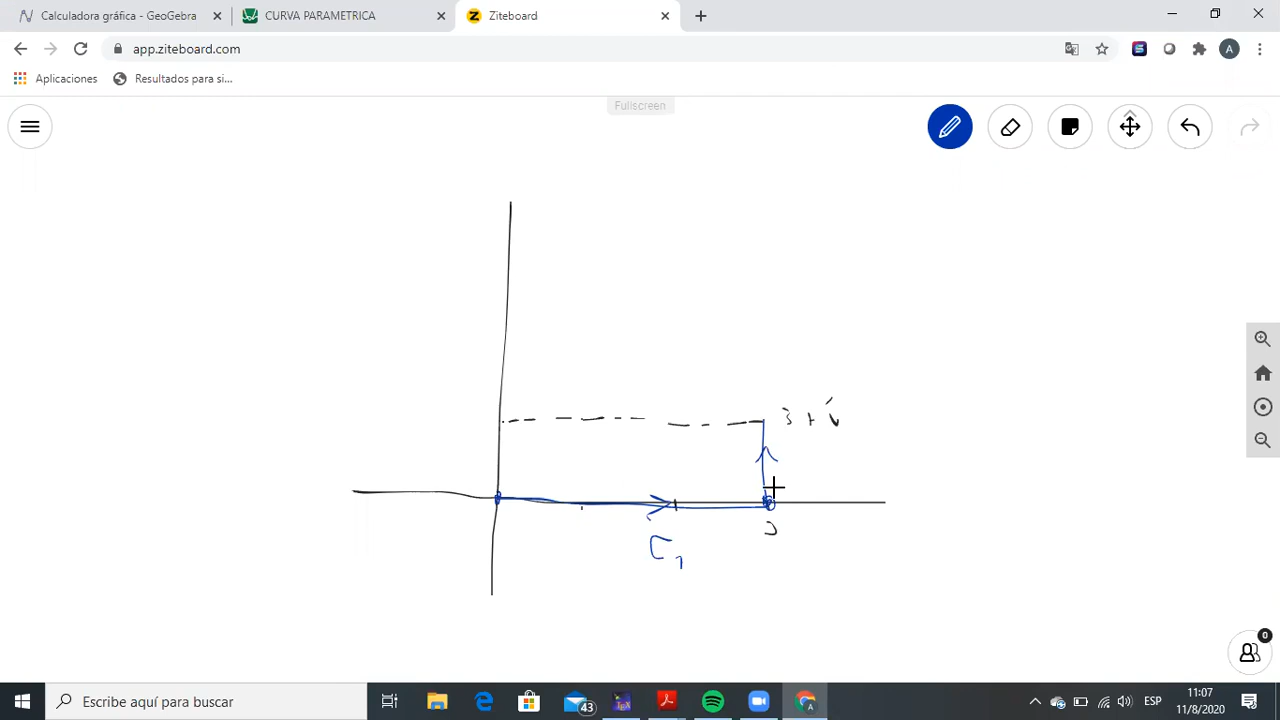 Calculadora gráfica - GeoGebra
CURVA PARAMETRICA
Ziteboard
app.ziteboard.com
A
Aplicaciones
Resultados para si...
Fullscreen
3 + i
C1
0
43
Escribe aquí para buscar
ESP
11:07
11/8/2020